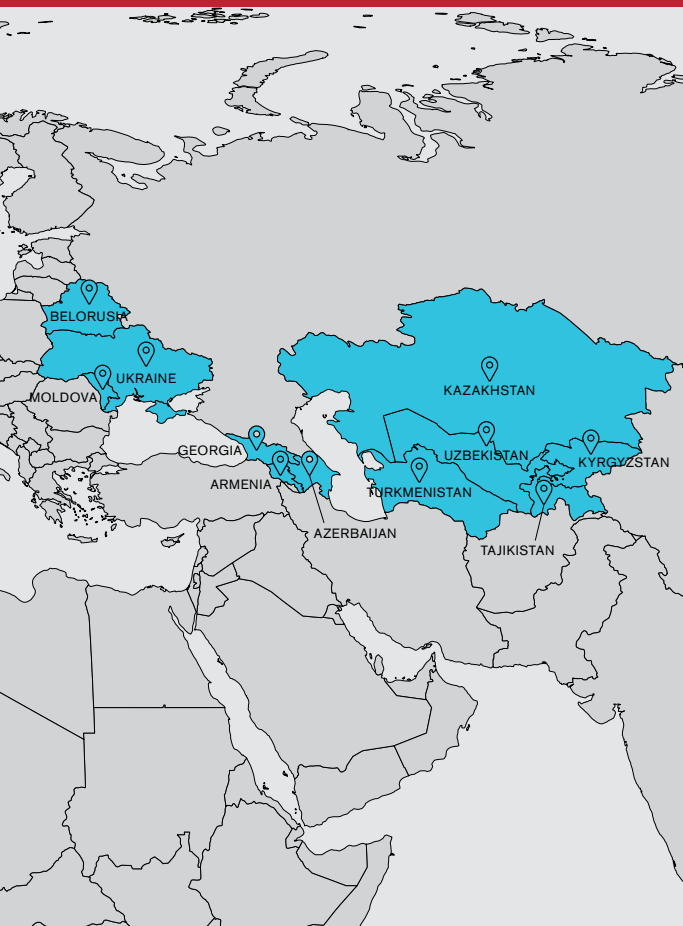 BELORUSIA
UKRAINE
MOLDOVA
KAZAKHSTAN
GEORGIA
UZBEKISTAN
KYRGYZSTAN
ARMENIA
TURKMENISTAN
AZERBAIJAN
TAJIKISTAN